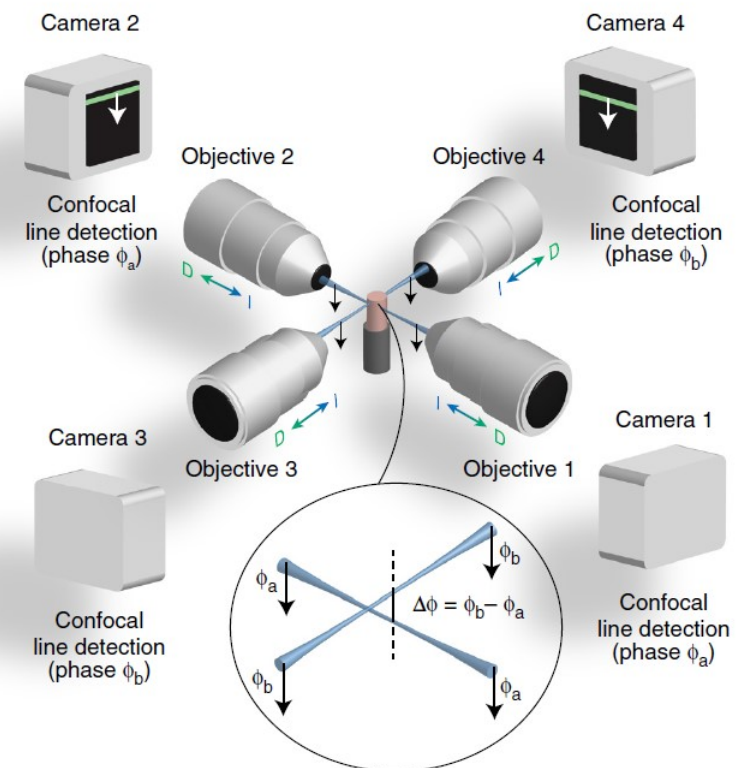 Camera 2
Camera 4
Objective 2
Objective 4
Confocal
line detection
(phase ϕa)
Confocal
line detection
(phase ϕb)
D
I
I
D
D
I
I
D
Camera 3
Camera 1
Objective 3
Objective 1
Confocal
line detection
(phase ϕb)
Confocal
line detection
(phase ϕa)
ϕa
ϕb
Δϕ = ϕb– ϕa
ϕb
ϕa